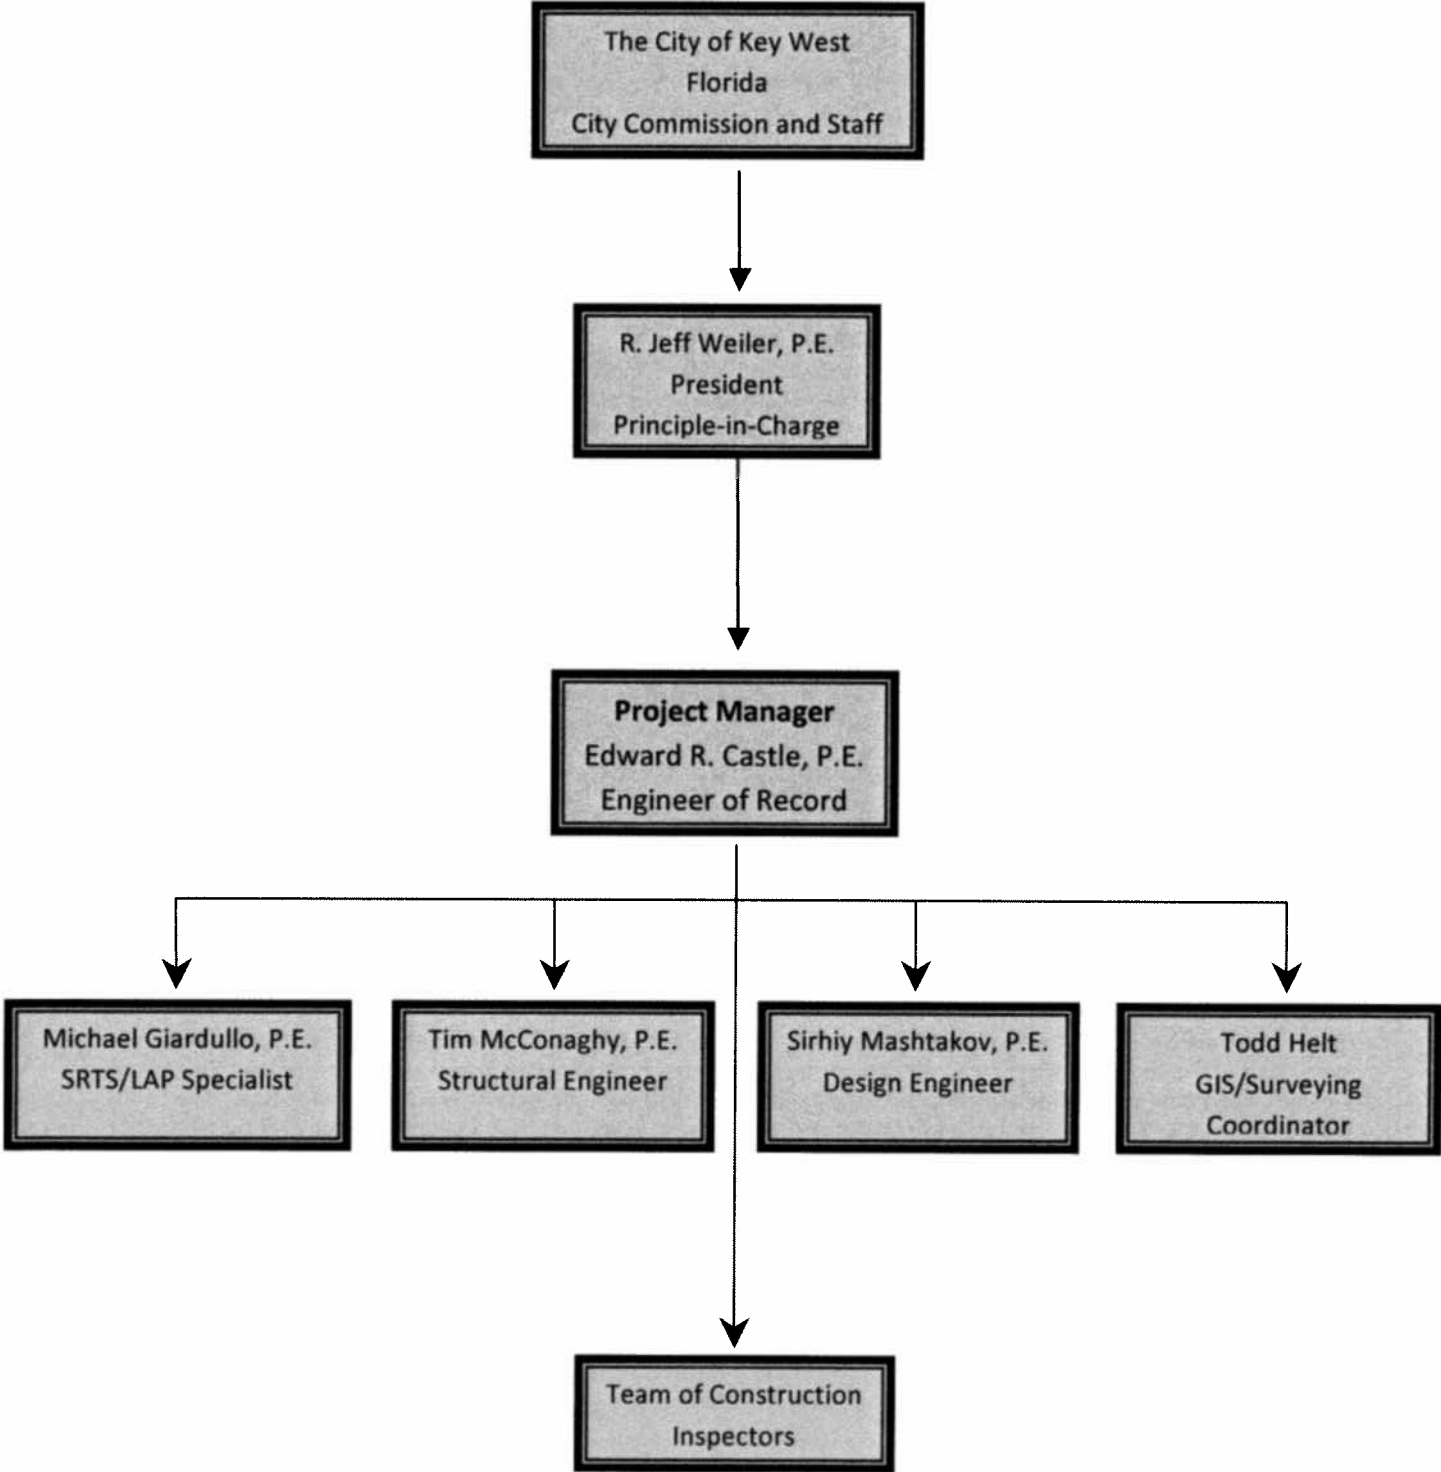 The City of Key West
Florida
City Commission and Staff
R. Jeff Weiler, P.E.
President
Principle-in-Charge
Project Manager
Edward R. Castle, P.E.
Engineer of Record
Michael Giardullo, P.E.
SRTS/LAP Specialist
Tim McConaghy, P.E.
Structural Engineer
Sirhiy Mashtakov, P.E.
Design Engineer
Todd Helt
GIS/Surveying
Coordinator
Team of Construction
Inspectors